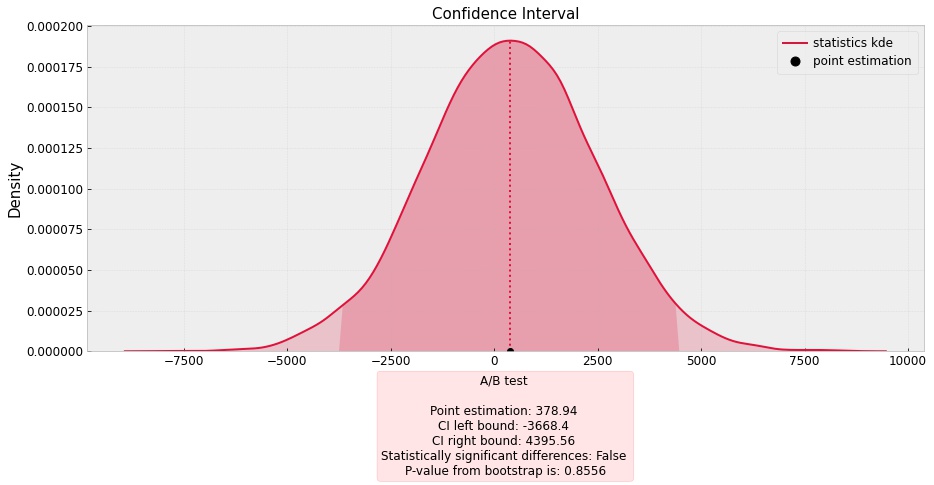 Confidence Interval
statistics kde
point estimation
Density
0.000200
0.000175
0.000150
0.000125
0.000100
0.000075
0.000050
0.000025
0.000000
−7500
−5000
−2500
0
2500
5000
7500
10000
A/B test
Point estimation: 378.94
CI left bound: -3668.4
CI right bound: 4395.56
Statistically significant differences: False
P-value from bootstrap is: 0.8556